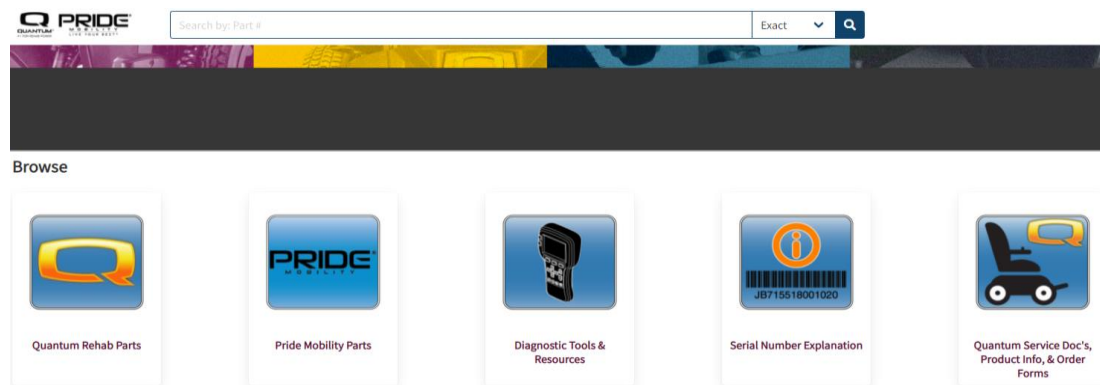 QUANTUM
PRIDE
MOBILITY
LIVE YOUR BEST
Search by: Part #
Exact
Browse
PRIDE
MOBILITY
JB715518001020
Quantum Rehab Parts
Pride Mobility Parts
Diagnostic Tools &
Resources
Serial Number Explanation
Quantum Service Doc's,
Product Info, & Order
Forms